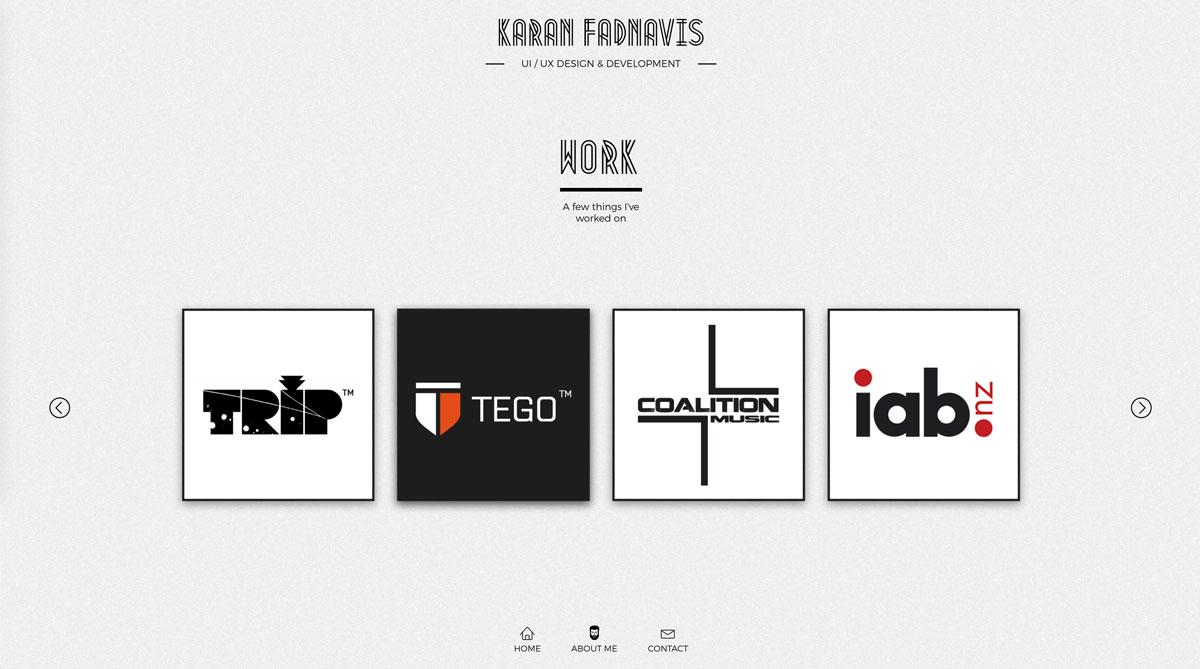 KARAN FADNAVIS
UI / UX DESIGN & DEVELOPMENT
WORK
A few things I've
worked on
TRIP™
TEGO™
COALITION
MUSIC
iab.nz
HOME
ABOUT ME
CONTACT